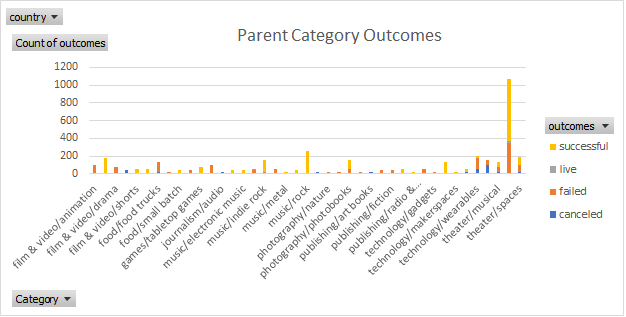 country
Count of outcomes
Parent Category Outcomes
1200
1000
800
600
400
200
0
film & video/animation
film & video/drama
film & video/shorts
food/food trucks
food/small batch
games/tabletop games
journalism/audio
music/electronic music
music/indie rock
music/metal
music/rock
photography/nature
photography/photobooks
publishing/art books
publishing/fiction
publishing/radio &...
technology/gadgets
technology/makerspaces
technology/wearables
theater/musical
theater/spaces
outcomes
successful
live
failed
canceled
Category